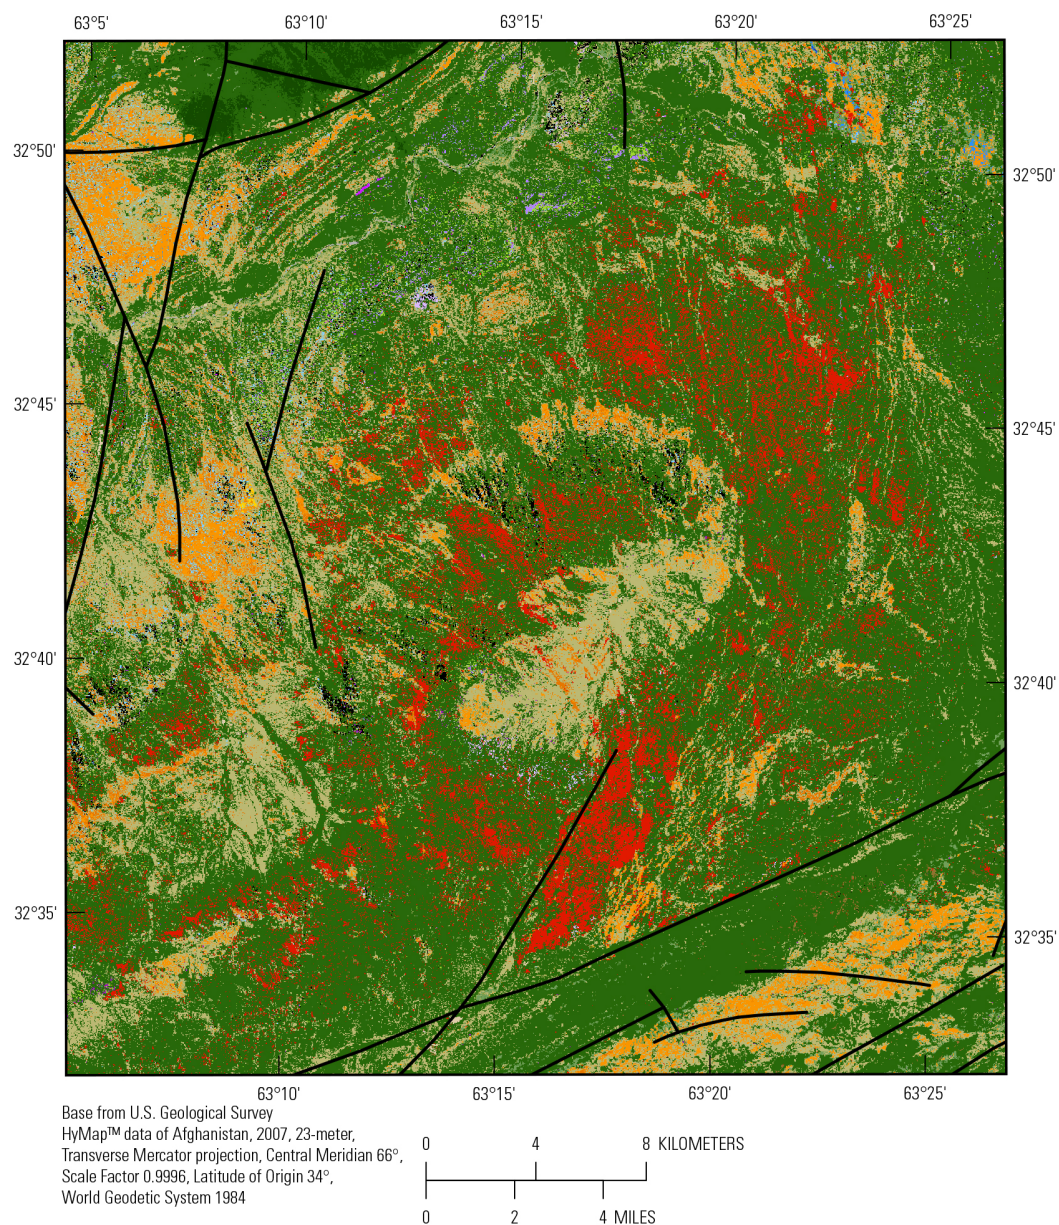 63°5' 63°10' 63°15' 63°20' 63°25'
32°50' 32°50'
32°45' 32°45'
32°40' 32°40'
32°35' 32°35'
63°10' 63°15' 63°20' 63°25'
Base from U.S. Geological Survey
HyMap™ data of Afghanistan, 2007, 23-meter,
Transverse Mercator projection, Central Meridian 66°,
Scale Factor 0.9996, Latitude of Origin 34°,
World Geodetic System 1984
0 4 8 KILOMETERS
0 2 4 MILES